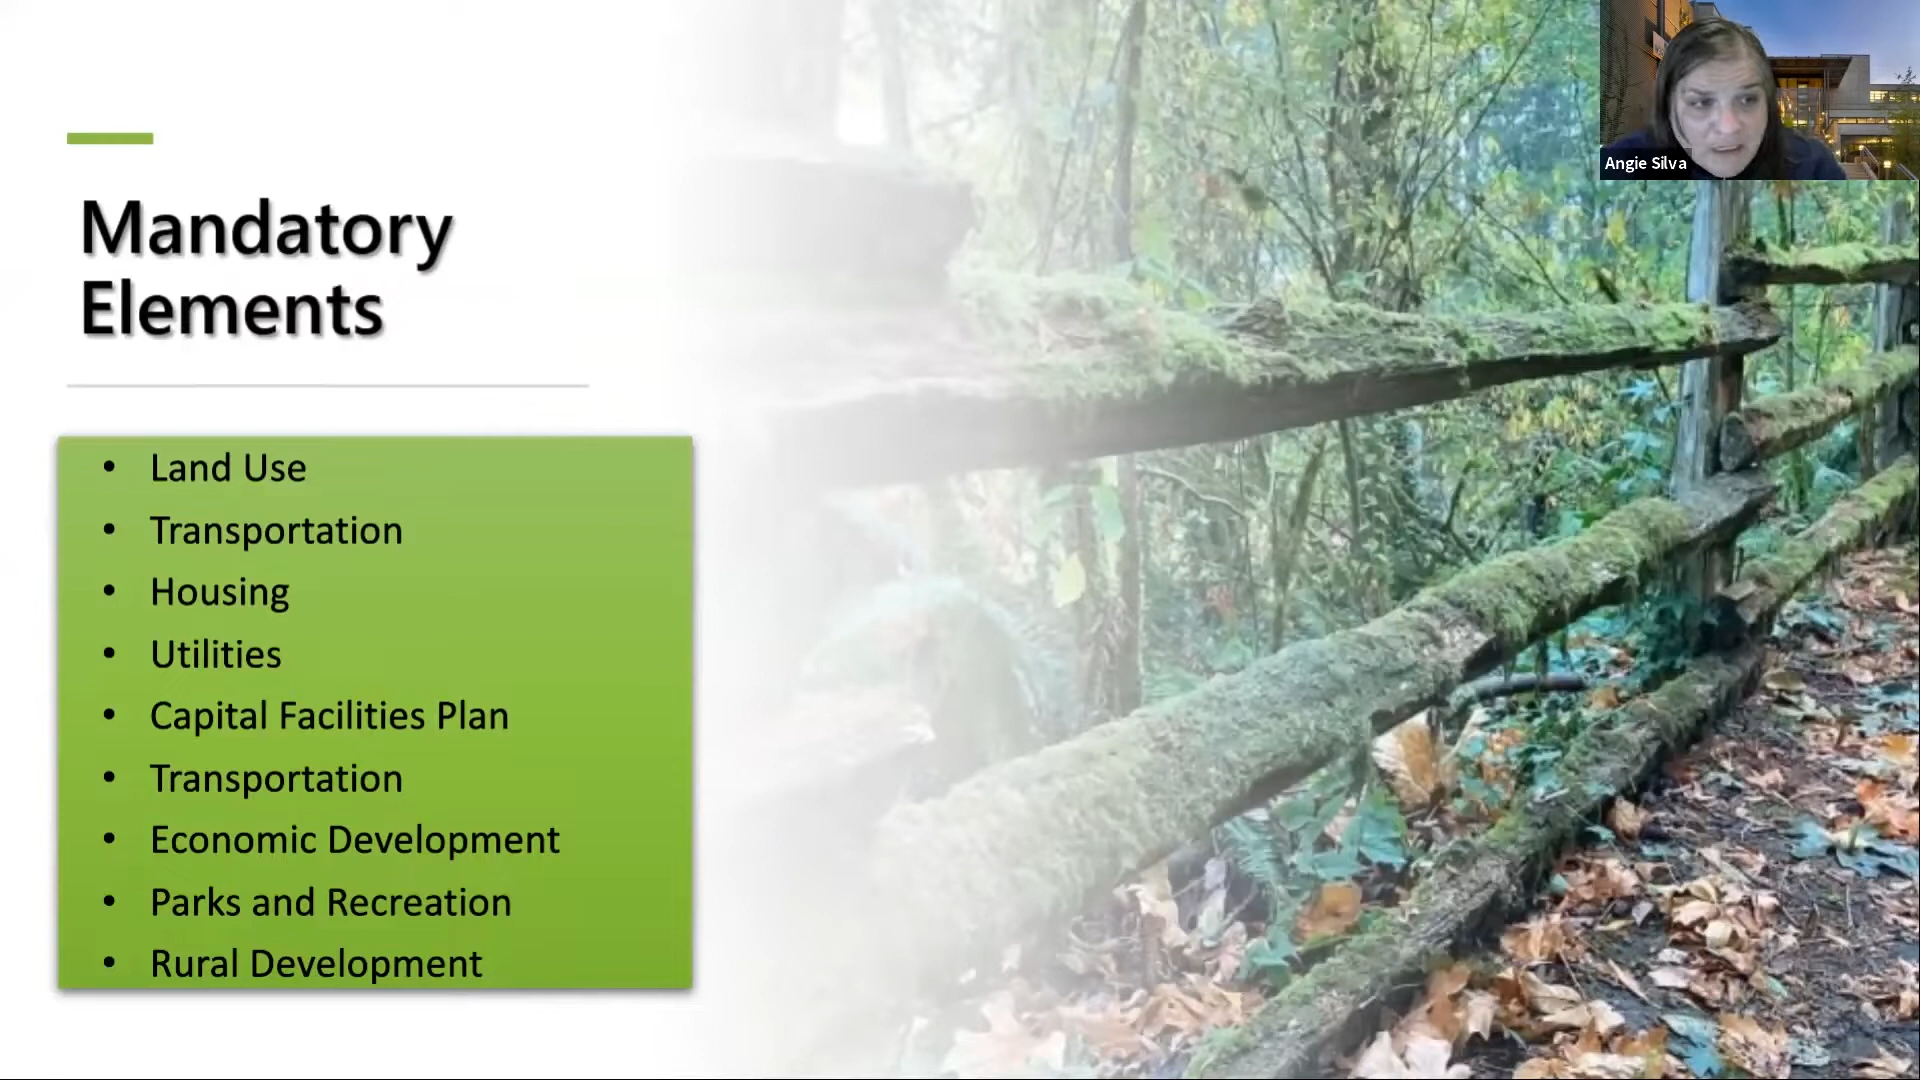 Mandatory
Elements
• Land Use
• Transportation
• Housing
• Utilities
• Capital Facilities Plan
• Transportation
• Economic Development
• Parks and Recreation
• Rural Development
Angie Silva